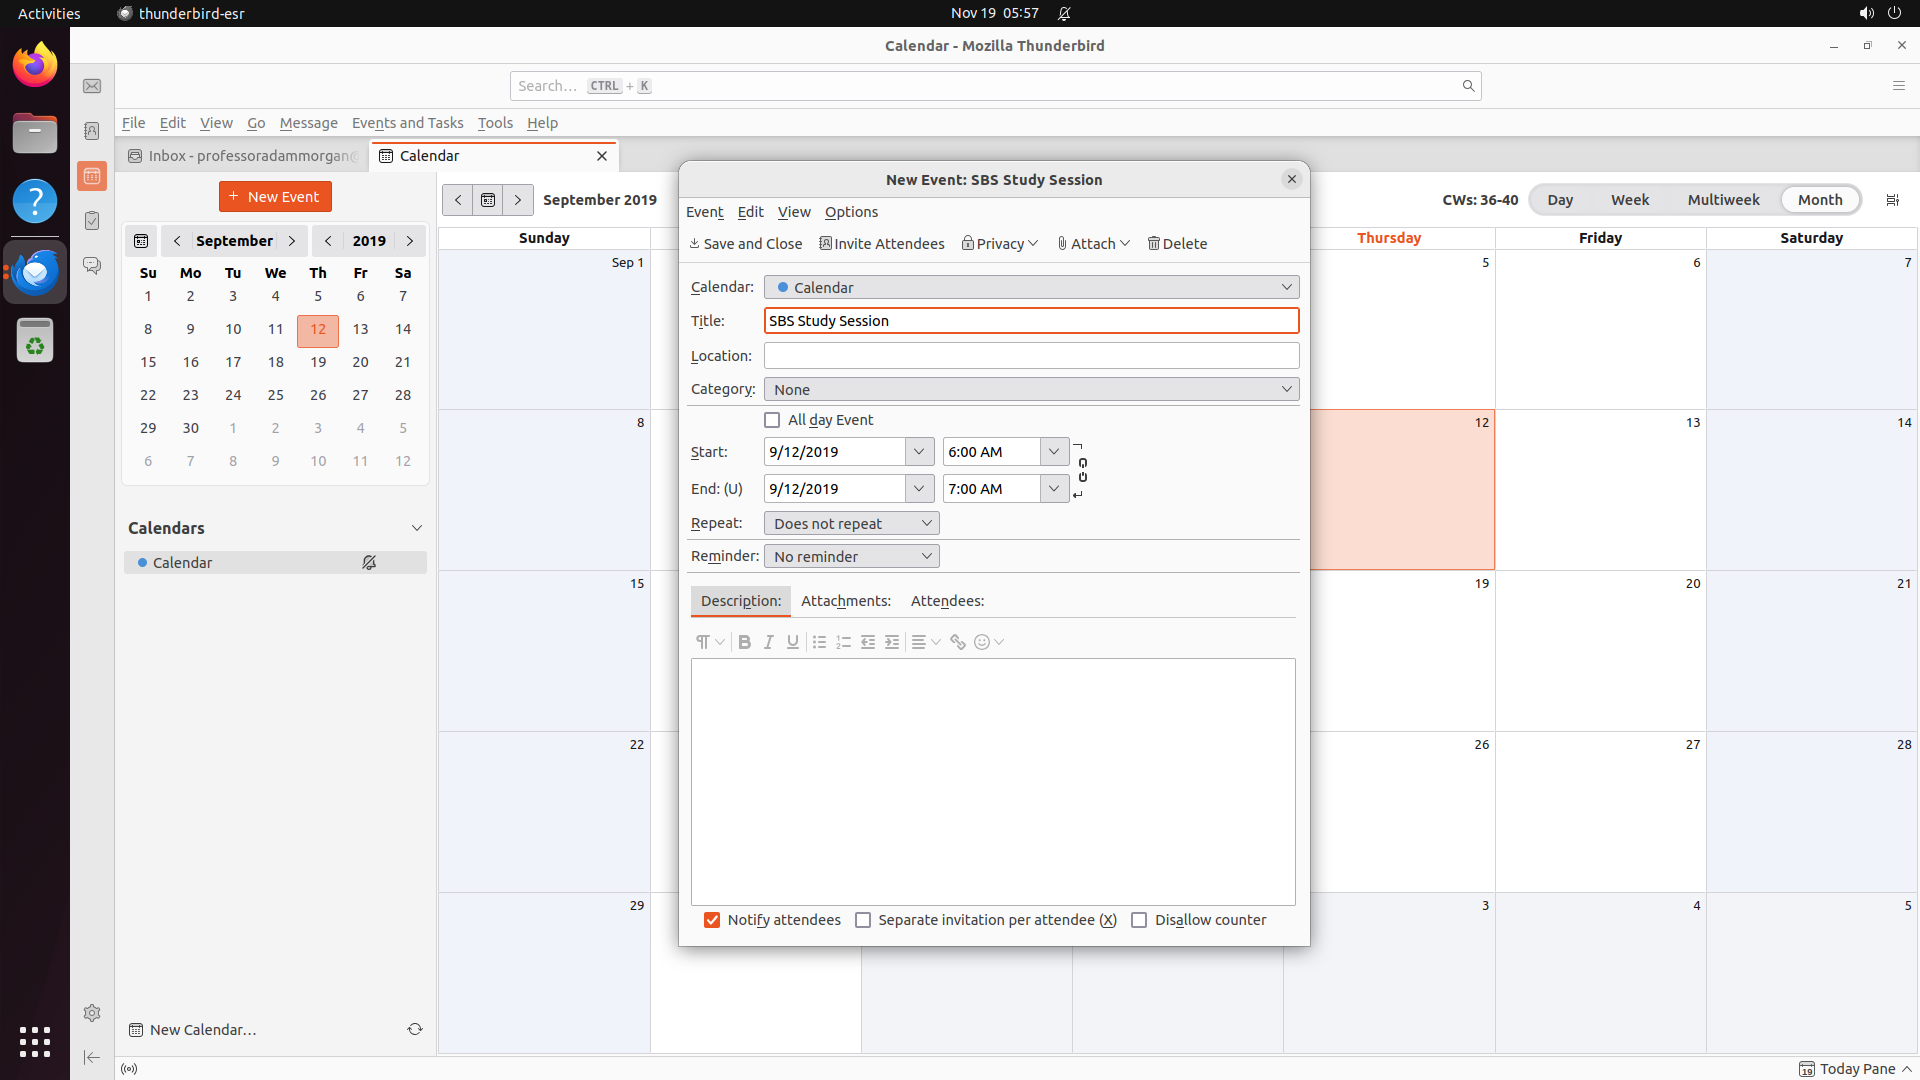 Activities
thunderbird-esr
Nov 19 05:57
Calendar - Mozilla Thunderbird
Search… CTRL + K
File Edit View Go Message Events and Tasks Tools Help
Inbox - professoradammorgan@
Calendar
New Event
September 2019
CWs: 36-40
Day Week Multiweek Month
September 2019
Su Mo Tu We Th Fr Sa
1 2 3 4 5 6 7
8 9 10 11 12 13 14
15 16 17 18 19 20 21
22 23 24 25 26 27 28
29 30 1 2 3 4 5
6 7 8 9 10 11 12
Calendars
Calendar
New Calendar…
Sunday Thursday Friday Saturday
Sep 1 5 6 7
8 12 13 14
15 19 20 21
22 26 27 28
29 3 4 5
New Event: SBS Study Session
Event Edit View Options
Save and Close Invite Attendees Privacy Attach Delete
Calendar: Calendar
Title: SBS Study Session
Location:
Category: None
All day Event
Start: 9/12/2019 6:00 AM
End: (U) 9/12/2019 7:00 AM
Repeat: Does not repeat
Reminder: No reminder
Description: Attachments: Attendees:
Notify attendees Separate invitation per attendee (X) Disallow counter
19 Today Pane